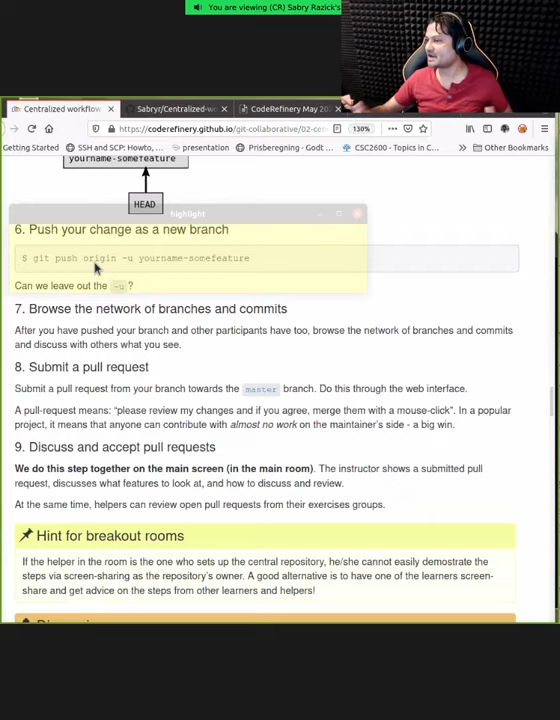 You are viewing (CR) Sabry Razick's
Centralized workflow
Sabryr/Centralized-wo
CodeRefinery May 202
https://coderefinery.github.io/git-collaborative/02-cen
130%
Getting Started
SSH and SCP: Howto, ...
presentation
Prisberegning - Godt ...
CSC2600 - Topics in C...
Other Bookmarks
yourname-somefeature
HEAD
highlight
6. Push your change as a new branch
$ git push origin -u yourname-somefeature
Can we leave out the -u ?
7. Browse the network of branches and commits
After you have pushed your branch and other participants have too, browse the network of branches and commits
and discuss with others what you see.
8. Submit a pull request
Submit a pull request from your branch towards the master branch. Do this through the web interface.
A pull-request means: “please review my changes and if you agree, merge them with a mouse-click”. In a popular
project, it means that anyone can contribute with almost no work on the maintainer’s side - a big win.
9. Discuss and accept pull requests
We do this step together on the main screen (in the main room). The instructor shows a submitted pull
request, discusses what features to look at, and how to discuss and review.
At the same time, helpers can review open pull requests from their exercises groups.
Hint for breakout rooms
If the helper in the room is the one who sets up the central repository, he/she cannot easily demostrate the
steps via screen-sharing as the repository’s owner. A good alternative is to have one of the learners screen-
share and get advice on the steps from other learners and helpers!